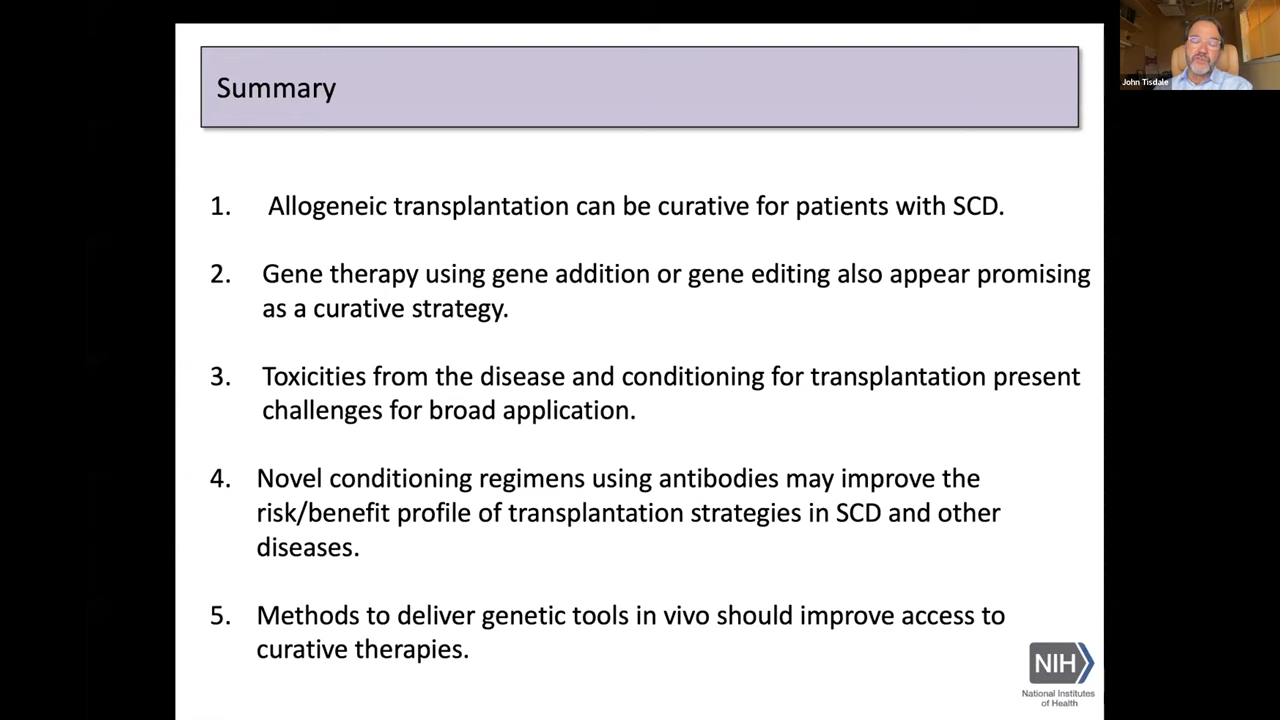 Summary
John Tisdale
1. Allogeneic transplantation can be curative for patients with SCD.
2. Gene therapy using gene addition or gene editing also appear promising
as a curative strategy.
3. Toxicities from the disease and conditioning for transplantation present
challenges for broad application.
4. Novel conditioning regimens using antibodies may improve the
risk/benefit profile of transplantation strategies in SCD and other
diseases.
5. Methods to deliver genetic tools in vivo should improve access to
curative therapies.
NIH
National Institutes
of Health